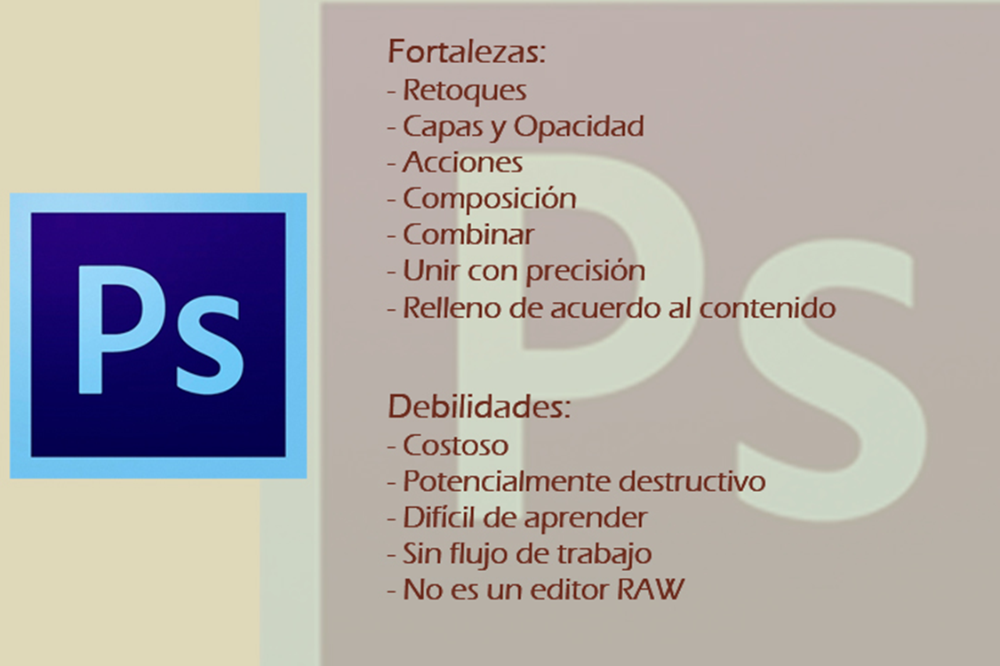 Ps
Fortalezas:
- Retoques
- Capas y Opacidad
- Acciones
- Composición
- Combinar
- Unir con precisión
- Relleno de acuerdo al contenido
Debilidades:
- Costoso
- Potencialmente destructivo
- Difícil de aprender
- Sin flujo de trabajo
- No es un editor RAW
Ps